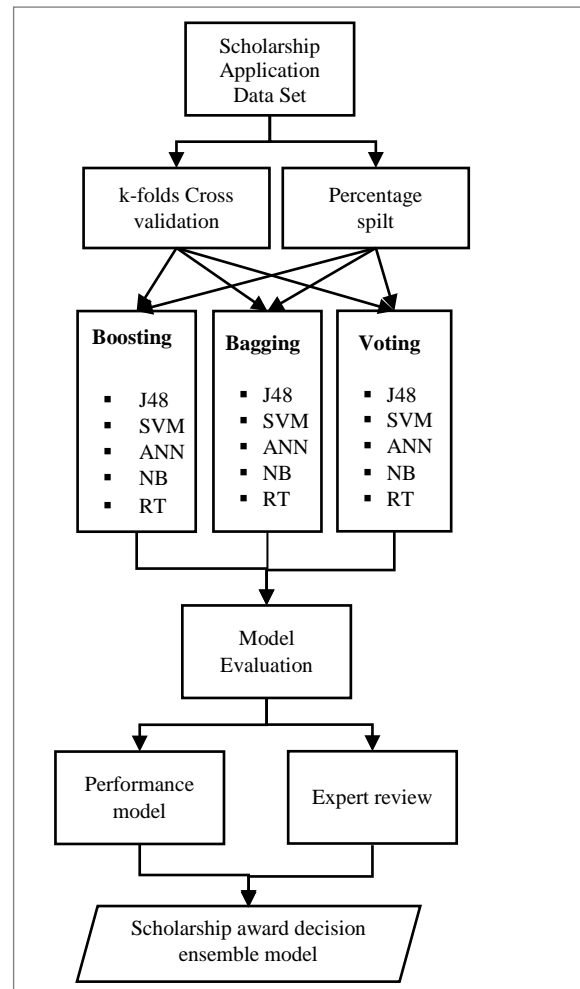 Scholarship
Application
Data Set
k-folds Cross
validation
Percentage
spilt
Boosting
▪ J48
▪ SVM
▪ ANN
▪ NB
▪ RT
Bagging
▪ J48
▪ SVM
▪ ANN
▪ NB
▪ RT
Voting
▪ J48
▪ SVM
▪ ANN
▪ NB
▪ RT
Model
Evaluation
Performance
model
Expert review
Scholarship award decision
ensemble model